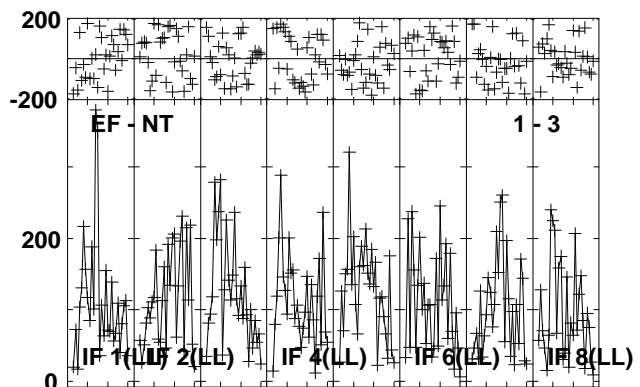 200
-200
EF - NT 1 - 3
200
0
IF 1(LL) IF 2(LL) IF 4(LL) IF 6(LL) IF 8(LL)